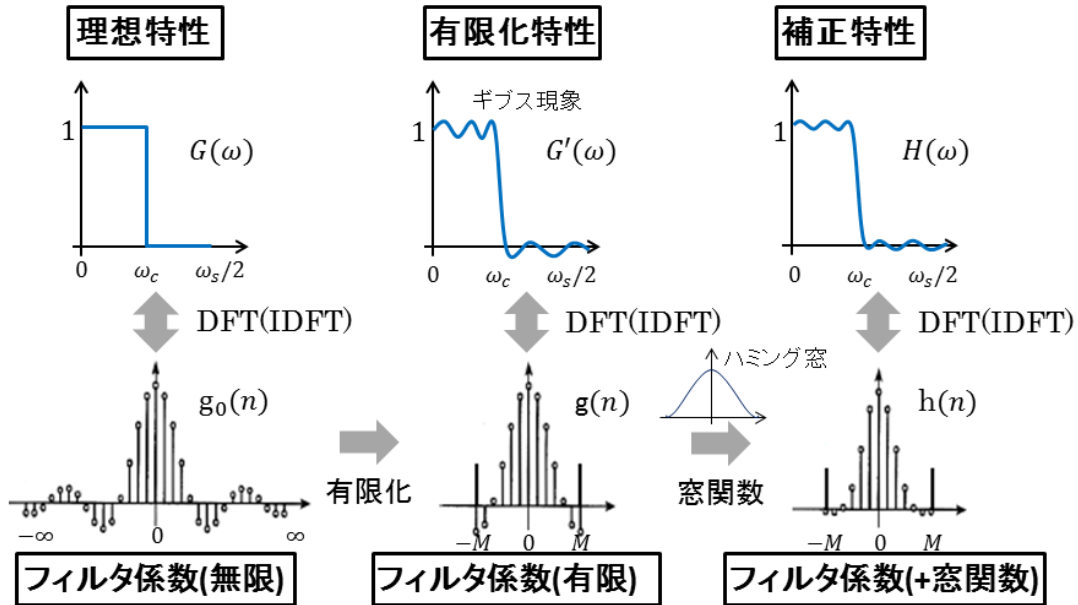 理想特性
有限化特性
補正特性
1
G(ω)
0
ω_c
ω_s/2
ギブス現象
1
G′(ω)
0
ω_c
ω_s/2
1
H(ω)
0
ω_c
ω_s/2
DFT(IDFT)
DFT(IDFT)
DFT(IDFT)
ハミング窓
g₀(n)
g(n)
h(n)
有限化
窓関数
−∞
0
∞
−M
0
M
−M
0
M
フィルタ係数(無限)
フィルタ係数(有限)
フィルタ係数(+窓関数)